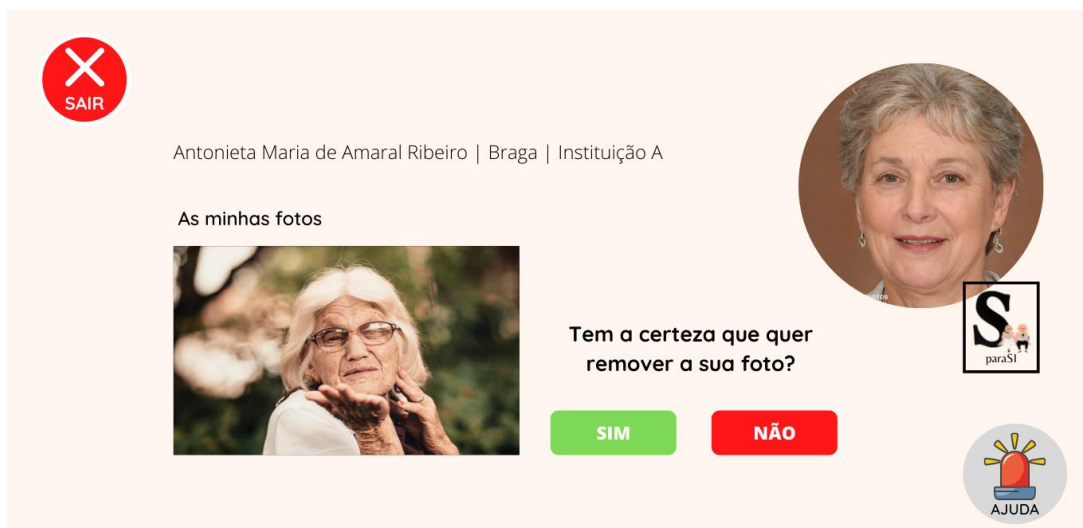 SAIR
Antonieta Maria de Amaral Ribeiro | Braga | Instituição A
As minhas fotos
Tem a certeza que quer
remover a sua foto?
S
paraSI
SIM
NÃO
AJUDA